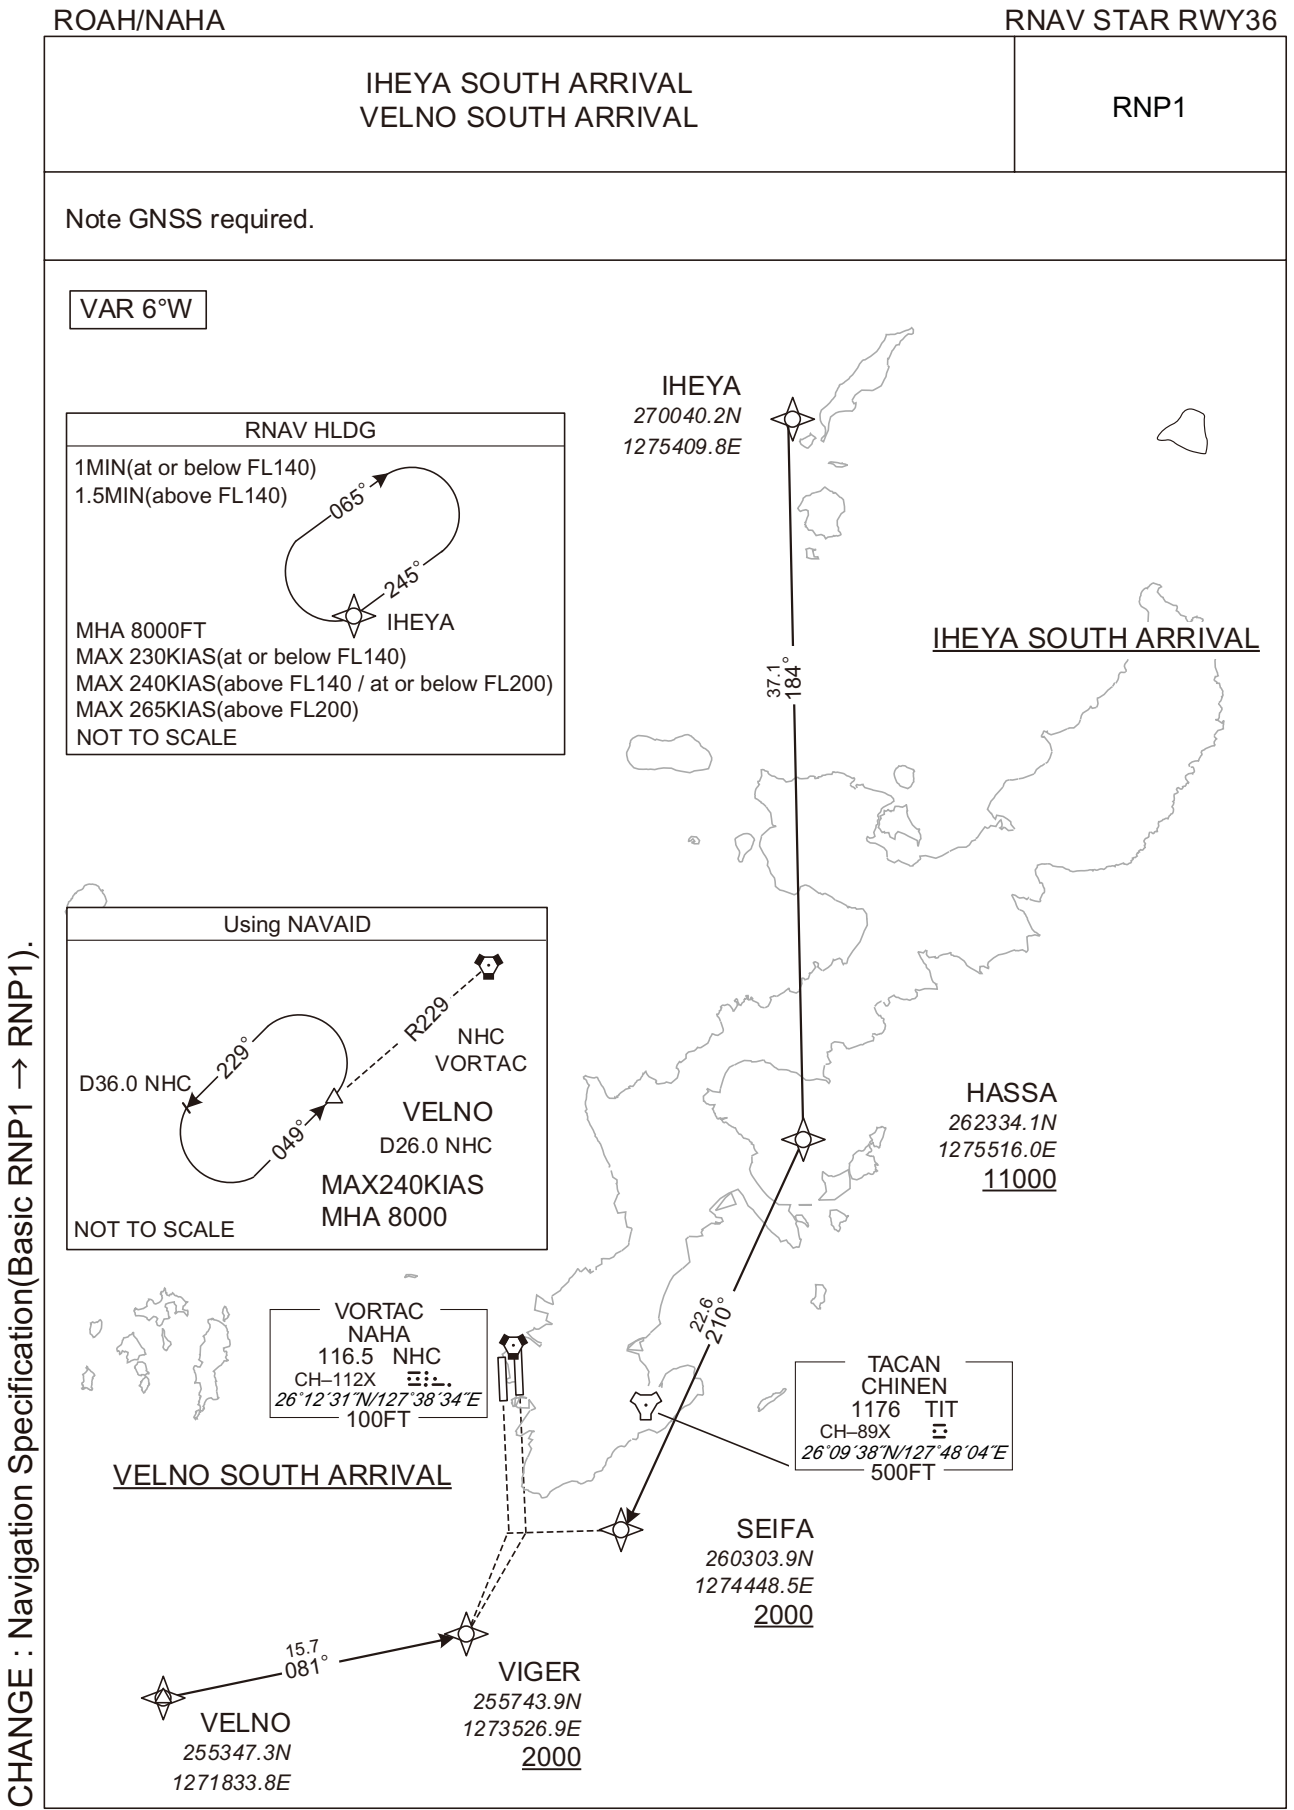 ROAH/NAHA
RNAV STAR RWY36
IHEYA SOUTH ARRIVAL
VELNO SOUTH ARRIVAL
RNP1
Note GNSS required.
VAR 6°W
IHEYA
270040.2N
1275409.8E
RNAV HLDG
1MIN(at or below FL140)
1.5MIN(above FL140)
065°
245°
IHEYA
MHA 8000FT
MAX 230KIAS(at or below FL140)
MAX 240KIAS(above FL140 / at or below FL200)
MAX 265KIAS(above FL200)
NOT TO SCALE
IHEYA SOUTH ARRIVAL
37.1
184°
Using NAVAID
R229
NHC
VORTAC
229°
D36.0 NHC
049°
VELNO
D26.0 NHC
MAX240KIAS
MHA 8000
NOT TO SCALE
HASSA
262334.1N
1275516.0E
11000
22.6
210°
VORTAC
NAHA
116.5 NHC
CH–112X
26°12´31˝N/127°38´34˝E
100FT
TACAN
CHINEN
1176 TIT
CH–89X
26°09´38˝N/127°48´04˝E
500FT
VELNO SOUTH ARRIVAL
SEIFA
260303.9N
1274448.5E
2000
15.7
081°
VIGER
255743.9N
1273526.9E
2000
VELNO
255347.3N
1271833.8E
CHANGE : Navigation Specification(Basic RNP1 → RNP1).